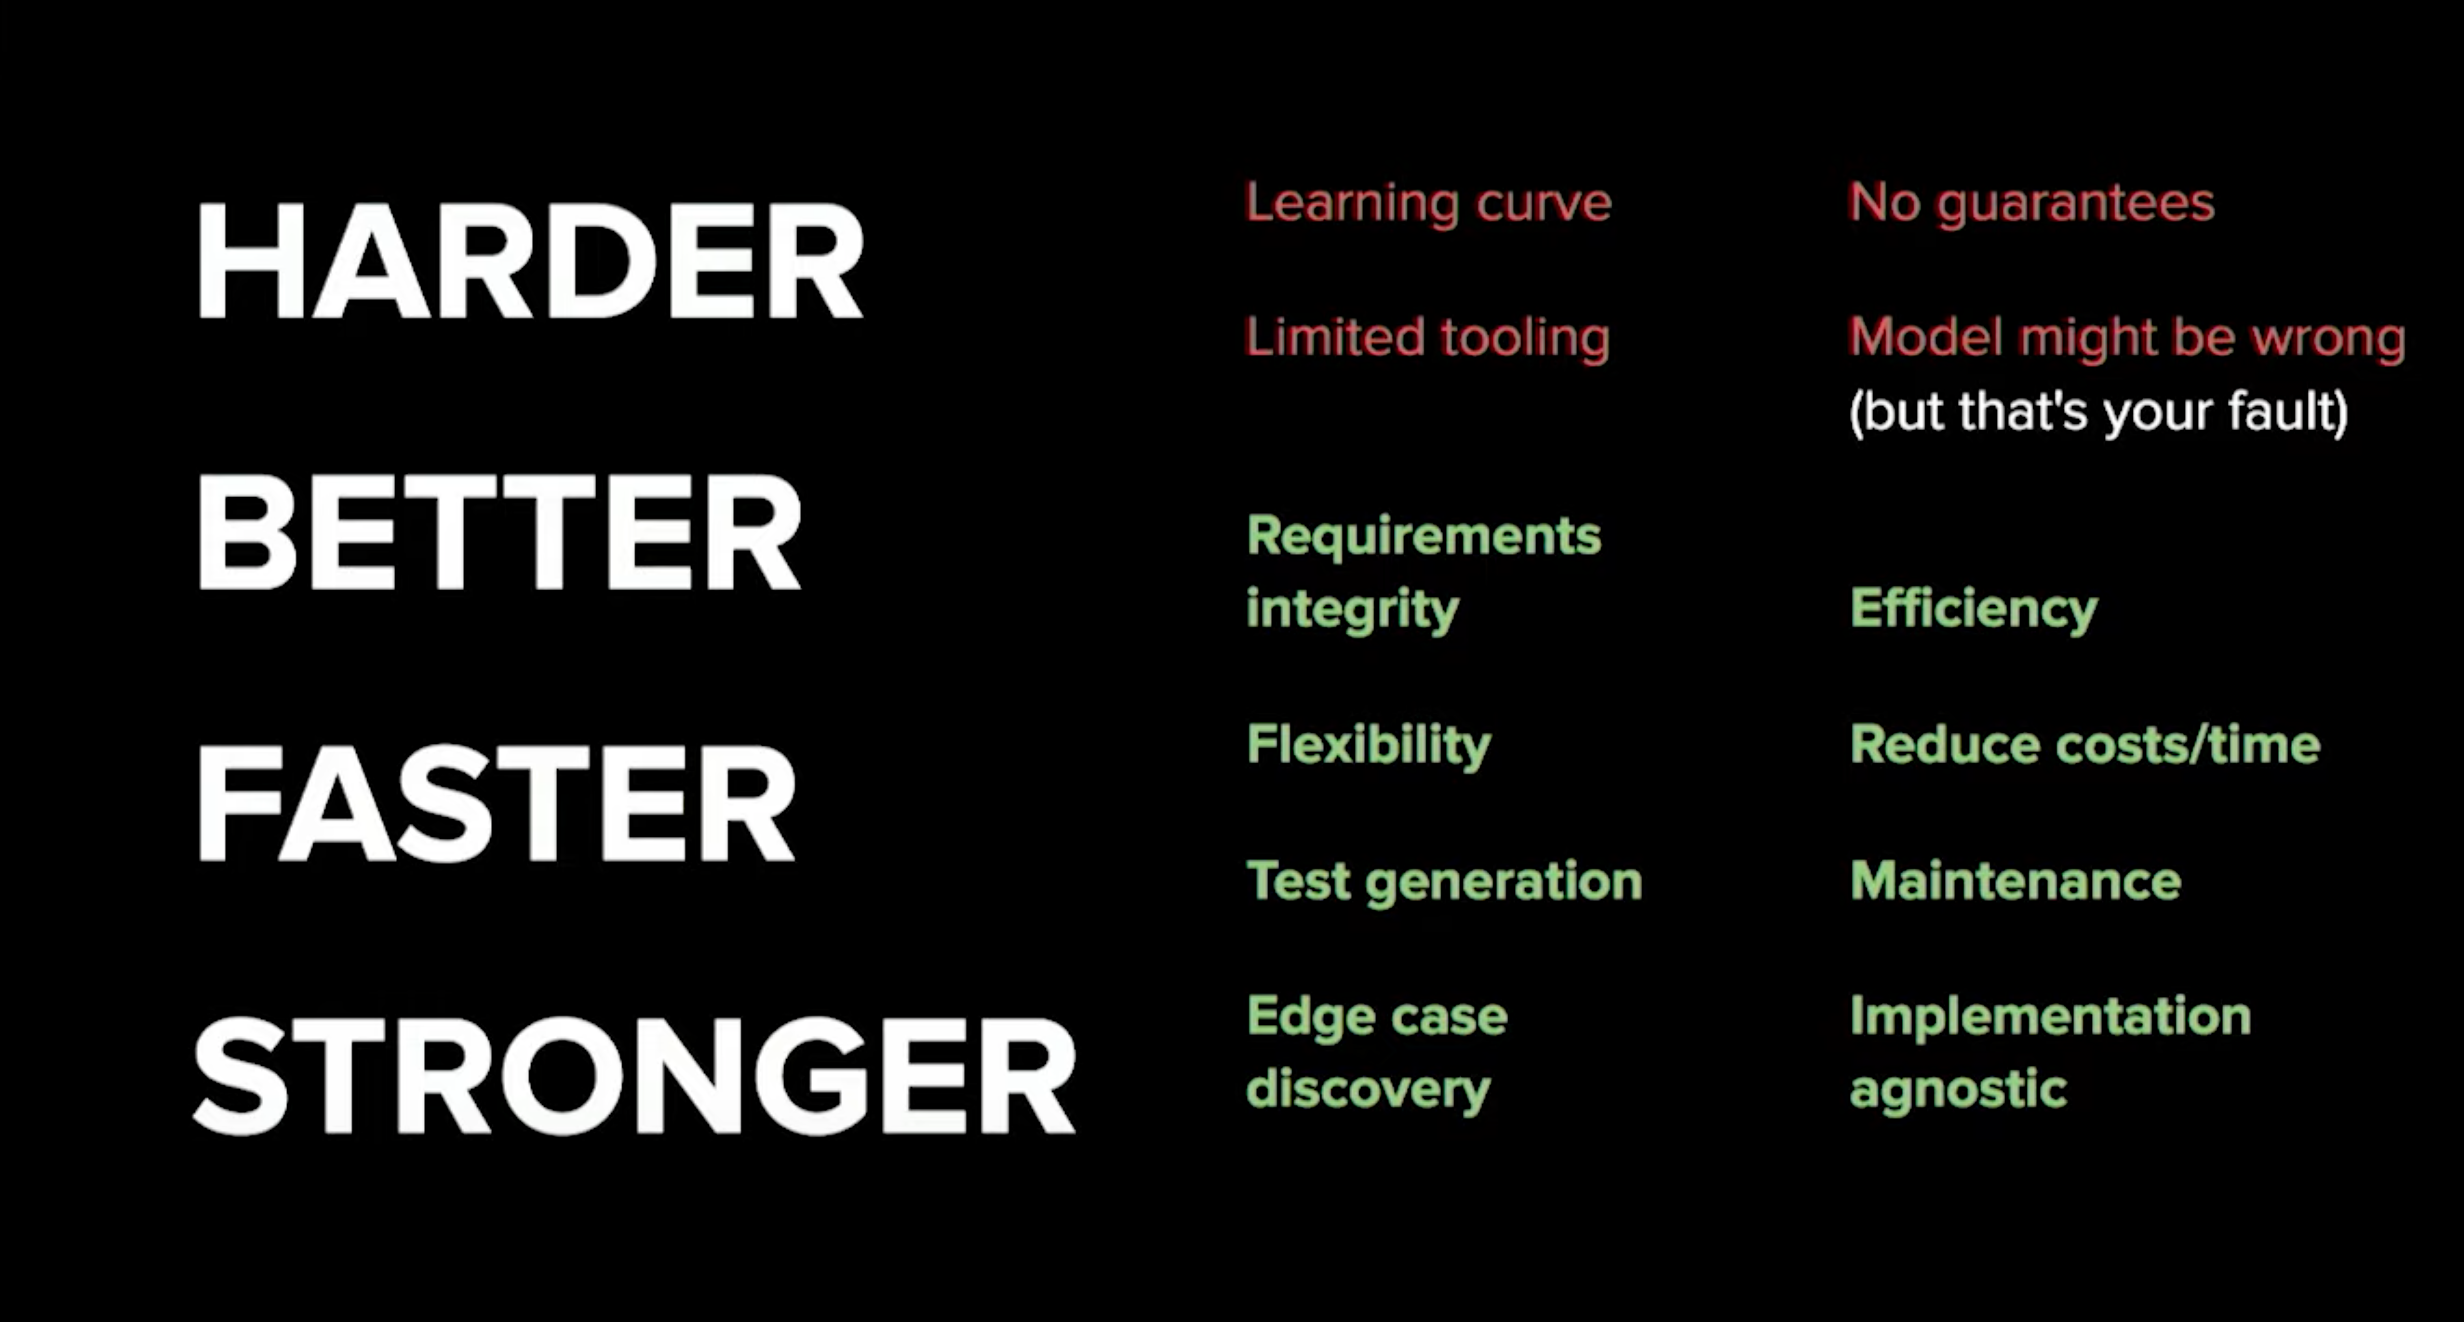 HARDER
Learning curve
No guarantees
Limited tooling
Model might be wrong
(but that's your fault)
BETTER
Requirements
integrity
Efficiency
FASTER
Flexibility
Reduce costs/time
Test generation
Maintenance
STRONGER
Edge case
discovery
Implementation
agnostic